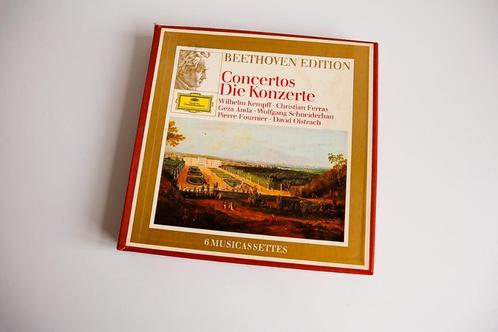 BEETHOVEN EDITION
Concertos
Die Konzerte
Wilhelm Kempff · Christian Ferras
Géza Anda · Wolfgang Schneiderhan
Pierre Fournier · David Oistrach
6 MUSICASSETTES